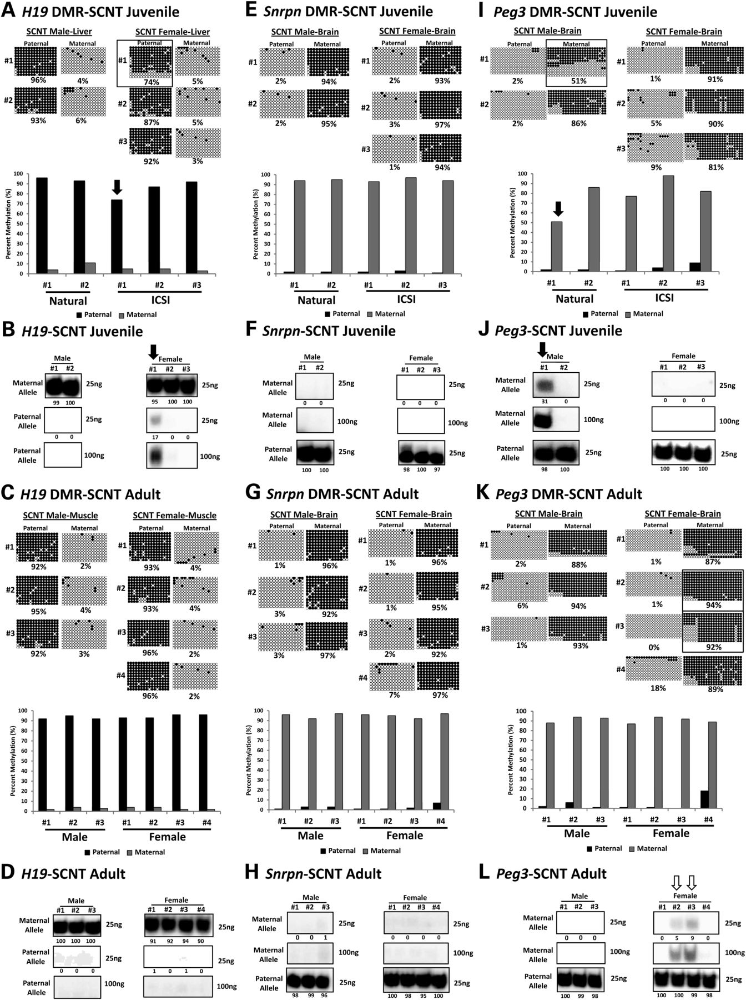 A H19 DMR-SCNT Juvenile
SCNT Male-Liver SCNT Female-Liver
Paternal Maternal Paternal Maternal
#1 #1
96% 4% 74% 5%
#2 #2
93% 6% 87% 5%
#3
92% 3%
Percent Methylation (%)
100
90
80
70
60
50
40
30
20
10
0
#1 #2 #1 #2 #3
Natural ICSI
Paternal Maternal
B H19-SCNT Juvenile
Male Female
#1 #2 #1 #2 #3
Maternal Allele 25ng 25ng
99 100 95 100 100
Paternal Allele 25ng 25ng
0 0 17 0 0
Paternal Allele 100ng 100ng
C H19 DMR-SCNT Adult
SCNT Male-Muscle SCNT Female-Muscle
Paternal Maternal Paternal Maternal
#1 #1
92% 2% 93% 4%
#2 #2
95% 4% 93% 4%
#3 #3
92% 3% 96% 2%
#4
96% 2%
Percent Methylation (%)
100
90
80
70
60
50
40
30
20
10
0
#1 #2 #3 #1 #2 #3 #4
Male Female
Paternal Maternal
D H19-SCNT Adult
Male Female
#1 #2 #3 #1 #2 #3 #4
Maternal Allele 25ng 25ng
100 100 100 91 92 94 90
Paternal Allele 25ng 25ng
0 0 0 1 0 1 0
Paternal Allele 100ng 100ng
E Snrpn DMR-SCNT Juvenile
SCNT Male-Brain SCNT Female-Brain
Paternal Maternal Paternal Maternal
#1 #1
2% 94% 2% 93%
#2 #2
2% 95% 3% 97%
#3
1% 94%
Percent Methylation (%)
100
90
80
70
60
50
40
30
20
10
0
#1 #2 #1 #2 #3
Natural ICSI
Paternal Maternal
F Snrpn-SCNT Juvenile
Male Female
#1 #2 #1 #2 #3
Maternal Allele 25ng 25ng
0 0 0 0 0
Maternal Allele 100ng 100ng
Paternal Allele 25ng 25ng
100 100 98 100 97
G Snrpn DMR-SCNT Adult
SCNT Male-Brain SCNT Female-Brain
Paternal Maternal Paternal Maternal
#1 #1
1% 96% 1% 96%
#2 #2
3% 92% 1% 95%
#3 #3
3% 97% 2% 92%
#4
7% 97%
Percent Methylation (%)
100
90
80
70
60
50
40
30
20
10
0
#1 #2 #3 #1 #2 #3 #4
Male Female
Paternal Maternal
H Snrpn-SCNT Adult
Male Female
#1 #2 #3 #1 #2 #3 #4
Maternal Allele 25ng 25ng
0 0 1 0 0 0 0
Maternal Allele 100ng 100ng
Paternal Allele 25ng 25ng
98 99 96 100 98 95 100
I Peg3 DMR-SCNT Juvenile
SCNT Male-Brain SCNT Female-Brain
Paternal Maternal Paternal Maternal
#1 #1
2% 51% 1% 91%
#2 #2
2% 86% 5% 90%
#3
9% 81%
Percent Methylation (%)
100
90
80
70
60
50
40
30
20
10
0
#1 #2 #1 #2 #3
Natural ICSI
Paternal Maternal
J Peg3-SCNT Juvenile
Male Female
#1 #2 #1 #2 #3
Maternal Allele 25ng 25ng
31 0 0 0 0
Maternal Allele 100ng 100ng
Paternal Allele 25ng 25ng
98 100 100 100 100
K Peg3 DMR-SCNT Adult
SCNT Male-Brain SCNT Female-Brain
Paternal Maternal Paternal Maternal
#1 #1
2% 88% 1% 87%
#2 #2
6% 94% 1% 94%
#3 #3
1% 93% 0% 92%
#4
18% 89%
Percent Methylation (%)
100
90
80
70
60
50
40
30
20
10
0
#1 #2 #3 #1 #2 #3 #4
Male Female
Paternal Maternal
L Peg3-SCNT Adult
Male Female
#1 #2 #3 #1 #2 #3 #4
Maternal Allele 25ng 25ng
0 0 0 0 5 9 0
Maternal Allele 100ng 100ng
Paternal Allele 25ng 25ng
100 99 98 100 100 99 98